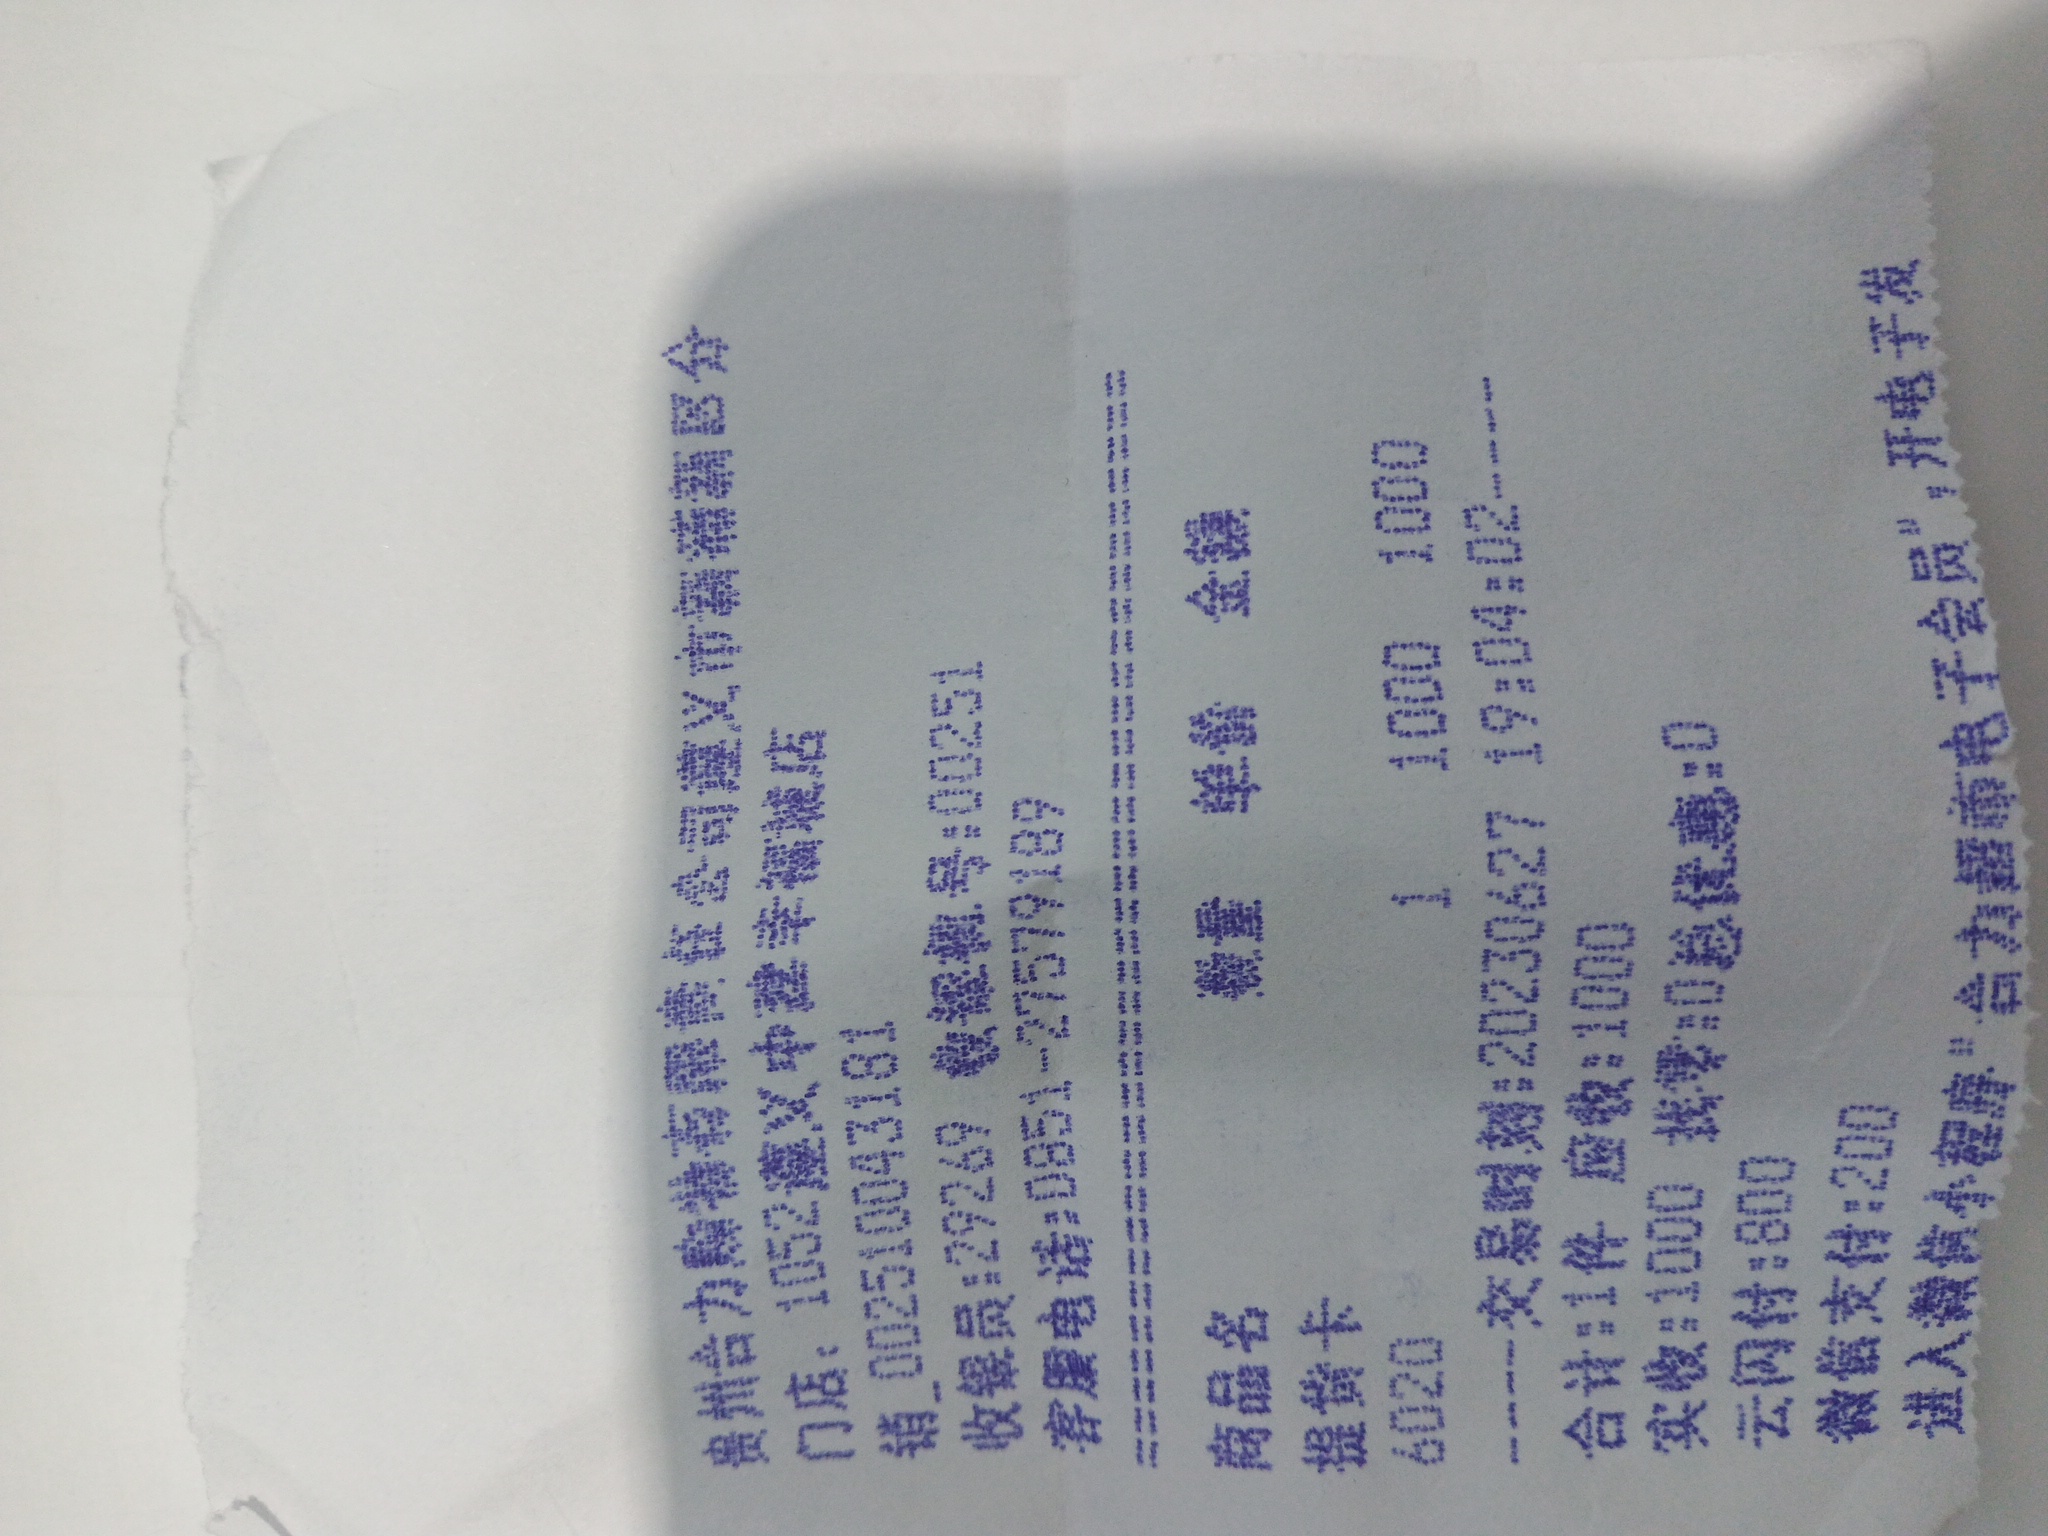 贵州合力购物有限责任公司遵义市播州区分
门店: 1052遵义中建幸福城店
销_002510043181
收银员:29269 收银机号:00251
客服电话:0851-27579189
商品名 数量 单价 金额
提货卡
6020 1 1000 1000
------交易时刻:20230627 19:04:02------
合计:1件 应收:1000
实收:1000 找零:0 总优惠:0
云闪付:800
微信支付:200
进入微信小程序"合力超市电子会员",开电子发